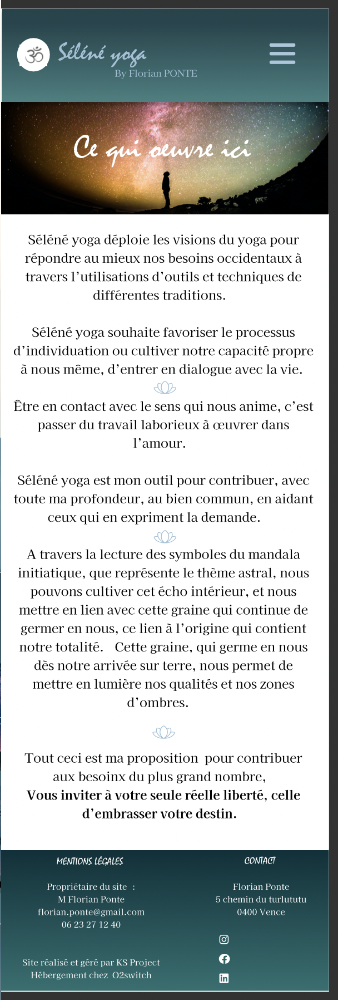 Séléné yoga
By Florian PONTE
Ce qui oeuvre ici
Séléné yoga déploie les visions du yoga pour
répondre au mieux nos besoins occidentaux à
travers l’utilisations d’outils et techniques de
différentes traditions.
Séléné yoga souhaite favoriser le processus
d’individuation ou cultiver notre capacité propre
à nous même, d’entrer en dialogue avec la vie.
Être en contact avec le sens qui nous anime, c’est
passer du travail laborieux à œuvrer dans
l’amour.
Séléné yoga est mon outil pour contribuer, avec
toute ma profondeur, au bien commun, en aidant
ceux qui en expriment la demande.
A travers la lecture des symboles du mandala
initiatique, que représente le thème astral, nous
pouvons cultiver cet écho intérieur, et nous
mettre en lien avec cette graine qui continue de
germer en nous, ce lien à l’origine qui contient
notre totalité. Cette graine, qui germe en nous
dès notre arrivée sur terre, nous permet de
mettre en lumière nos qualités et nos zones
d’ombres.
Tout ceci est ma proposition pour contribuer
aux besoinx du plus grand nombre,
Vous inviter à votre seule réelle liberté, celle
d’embrasser votre destin.
MENTIONS LÉGALES
Propriétaire du site :
M Florian Ponte
florian.ponte@gmail.com
06 23 27 12 40
Site réalisé et géré par KS Project
Hébergement chez O2switch
CONTACT
Florian Ponte
5 chemin du turlututu
0400 Vence